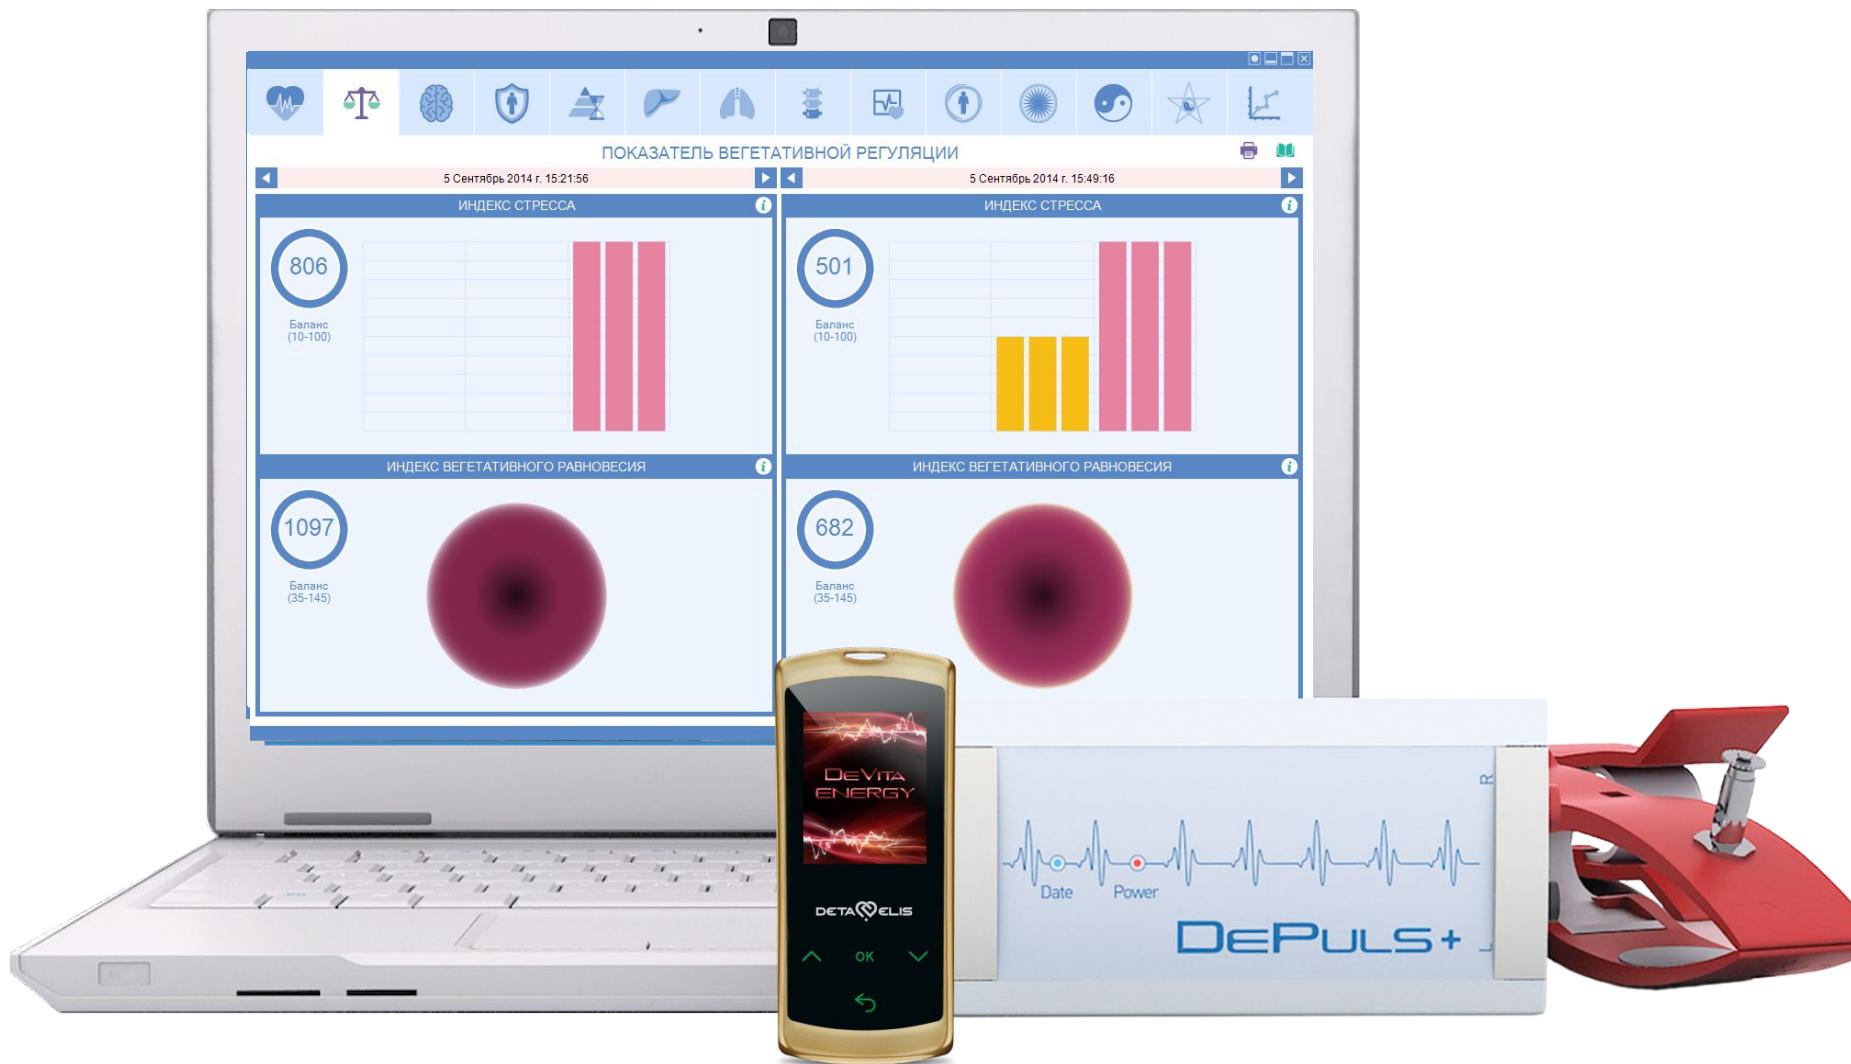 ПОКАЗАТЕЛЬ ВЕГЕТАТИВНОЙ РЕГУЛЯЦИИ
5 Сентябрь 2014 г. 15:21:56
5 Сентябрь 2014 г. 15:49:16
ИНДЕКС СТРЕССА
ИНДЕКС СТРЕССА
806
Баланс
(10-100)
501
Баланс
(10-100)
ИНДЕКС ВЕГЕТАТИВНОГО РАВНОВЕСИЯ
ИНДЕКС ВЕГЕТАТИВНОГО РАВНОВЕСИЯ
1097
Баланс
(35-145)
682
Баланс
(35-145)
DEVITA
ENERGY
DETA ELIS
OK
R
Date
Power
DEPULS+